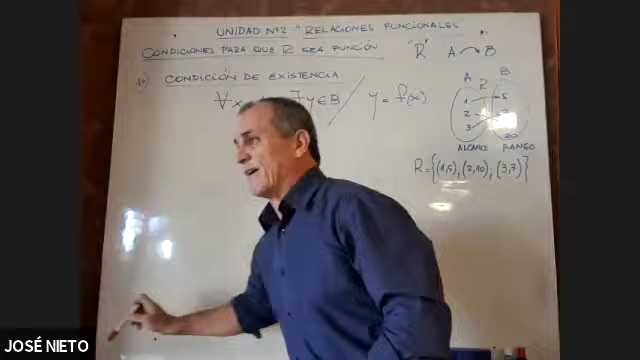 UNIDAD Nº2 "RELACIONES FUNCIONALES
CONDICIONES PARA QUE R SEA FUNCIÓN
"R" A B
1º) CONDICIÓN DE EXISTENCIA
∀x ∃y∈B / y = f(x)
A R B
1 5
2
3
10
ALCANCE RANGO
R={(1,5),(2,10),(3,7)}
JOSÉ NIETO